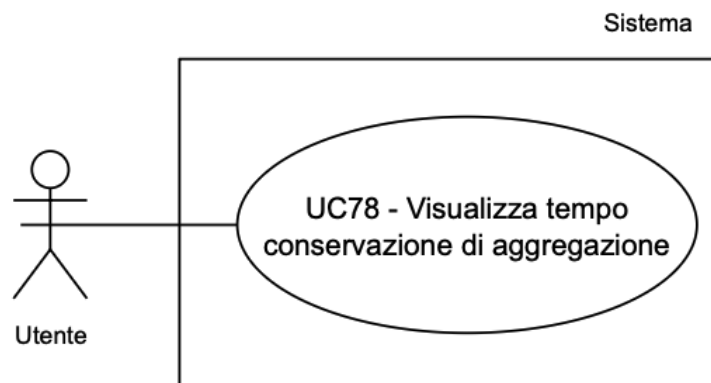 Sistema
UC78 - Visualizza tempo
conservazione di aggregazione
Utente